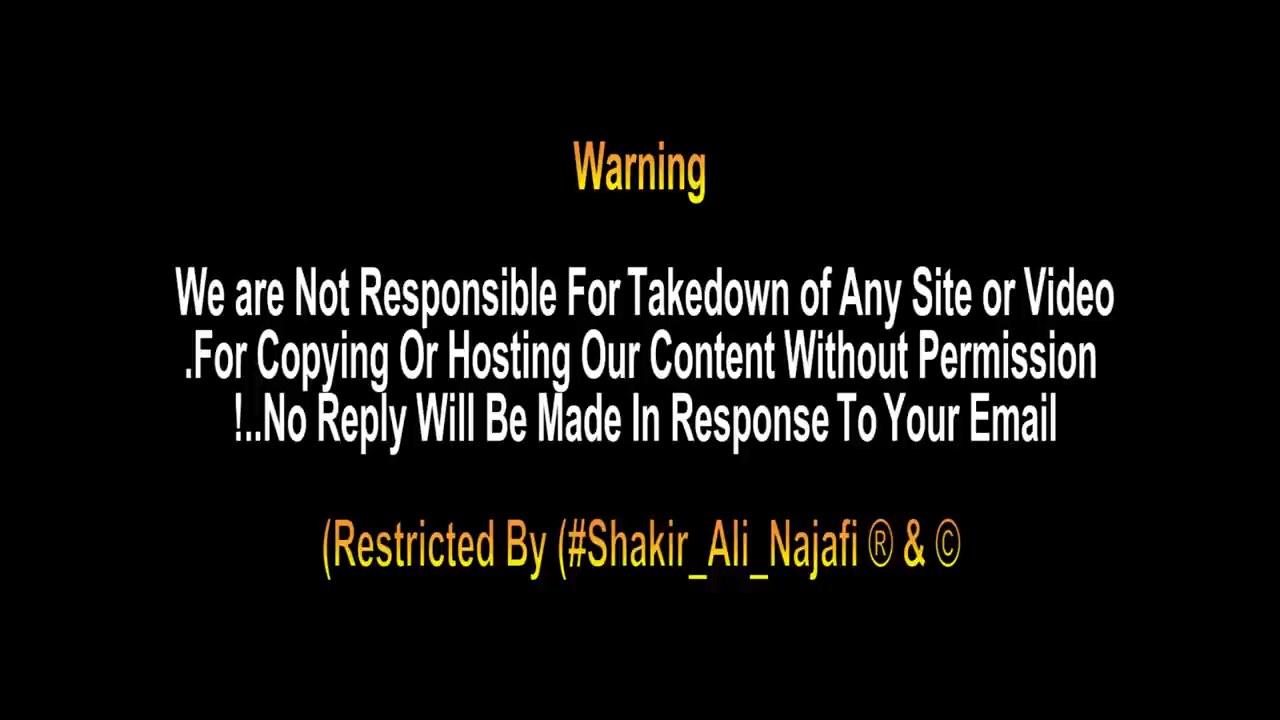 Warning
We are Not Responsible For Takedown of Any Site or Video
.For Copying Or Hosting Our Content Without Permission
!..No Reply Will Be Made In Response To Your Email
(Restricted By (#Shakir_Ali_Najafi ® & ©